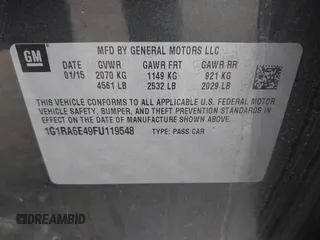 GM
MFD BY GENERAL MOTORS LLC
DATE GVWR GAWR FRT GAWR RR
01/15 2070 KG 1149 KG 921 KG
4561 LB 2532 LB 2029 LB
THIS VEHICLE CONFORMS TO ALL APPLICABLE U.S. FEDERAL MOTOR
VEHICLE SAFETY, BUMPER, AND THEFT PREVENTION STANDARDS IN
EFFECT ON THE DATE OF MANUFACTURE SHOWN ABOVE.
1G1RA6E49FU119548 TYPE: PASS CAR